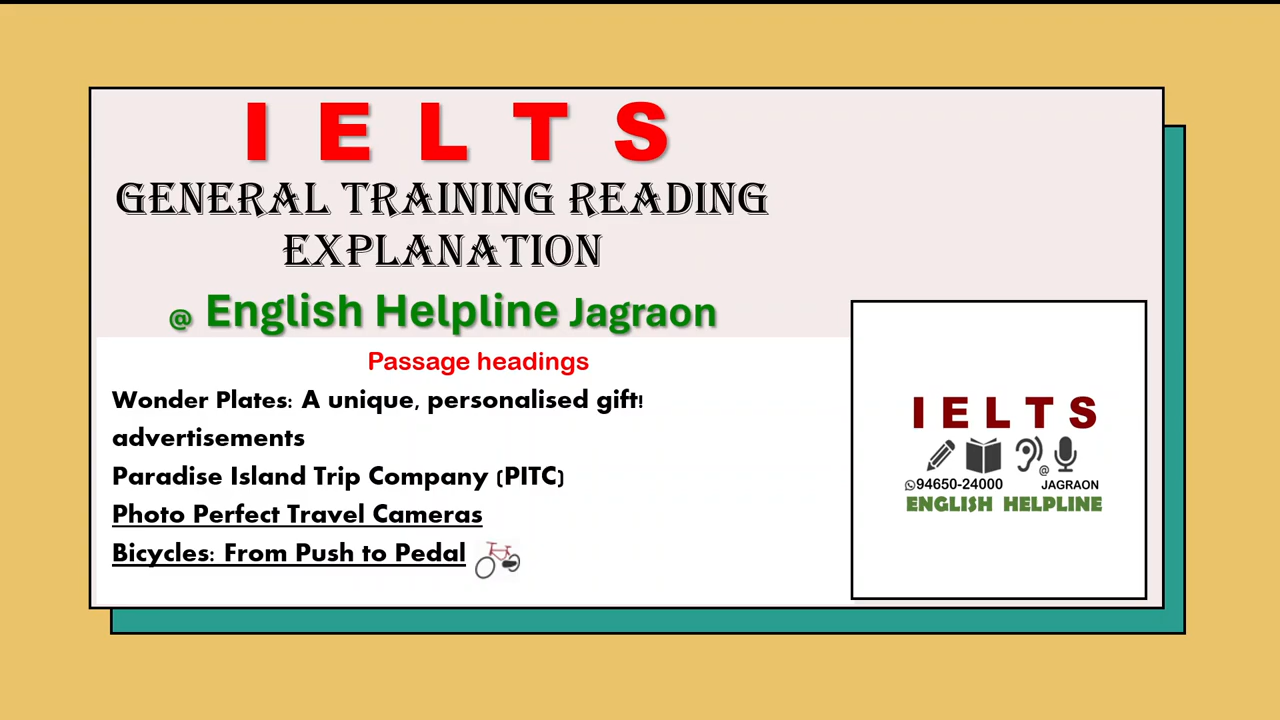 I E L T S
GENERAL TRAINING READING
EXPLANATION
@ English Helpline Jagraon
Passage headings
Wonder Plates: A unique, personalised gift!
advertisements
Paradise Island Trip Company (PITC)
Photo Perfect Travel Cameras
Bicycles: From Push to Pedal
I E L T S
@
94650-24000 JAGRAON
ENGLISH HELPLINE